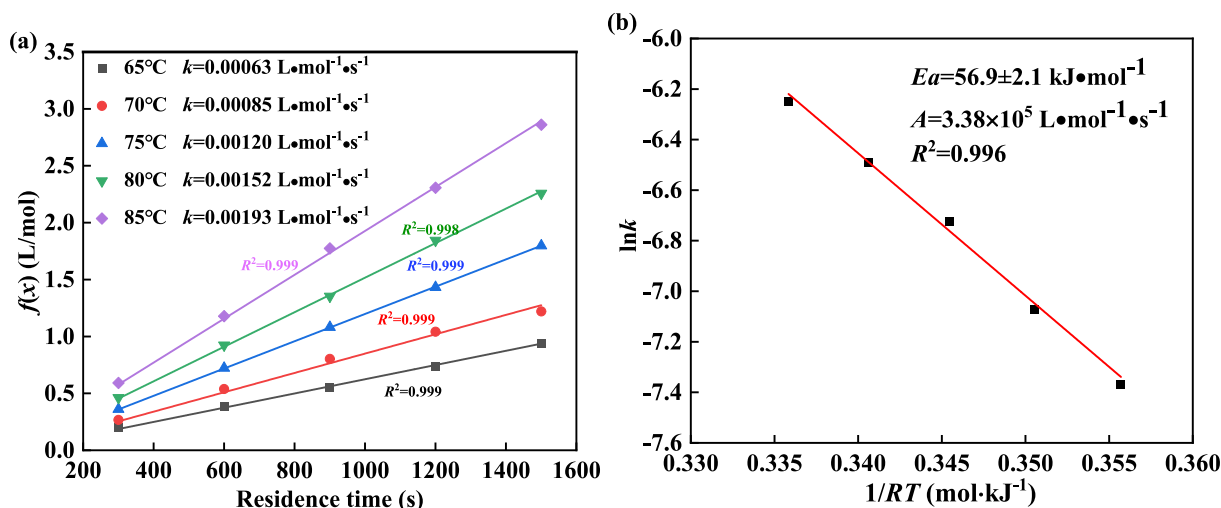 (a)
3.5
3.0
2.5
2.0
1.5
1.0
0.5
0.0
f(x) (L/mol)
65°C k=0.00063 L•mol⁻¹•s⁻¹
70°C k=0.00085 L•mol⁻¹•s⁻¹
75°C k=0.00120 L•mol⁻¹•s⁻¹
80°C k=0.00152 L•mol⁻¹•s⁻¹
85°C k=0.00193 L•mol⁻¹•s⁻¹
R²=0.998
R²=0.999
R²=0.999
R²=0.999
R²=0.999
200 400 600 800 1000 1200 1400 1600
Residence time (s)
(b)
-6.0
-6.2
-6.4
-6.6
-6.8
-7.0
-7.2
-7.4
-7.6
lnk
Ea=56.9±2.1 kJ•mol⁻¹
A=3.38×10⁵ L•mol⁻¹•s⁻¹
R²=0.996
0.330 0.336 0.342 0.348 0.354 0.360
1/RT (mol·kJ⁻¹)